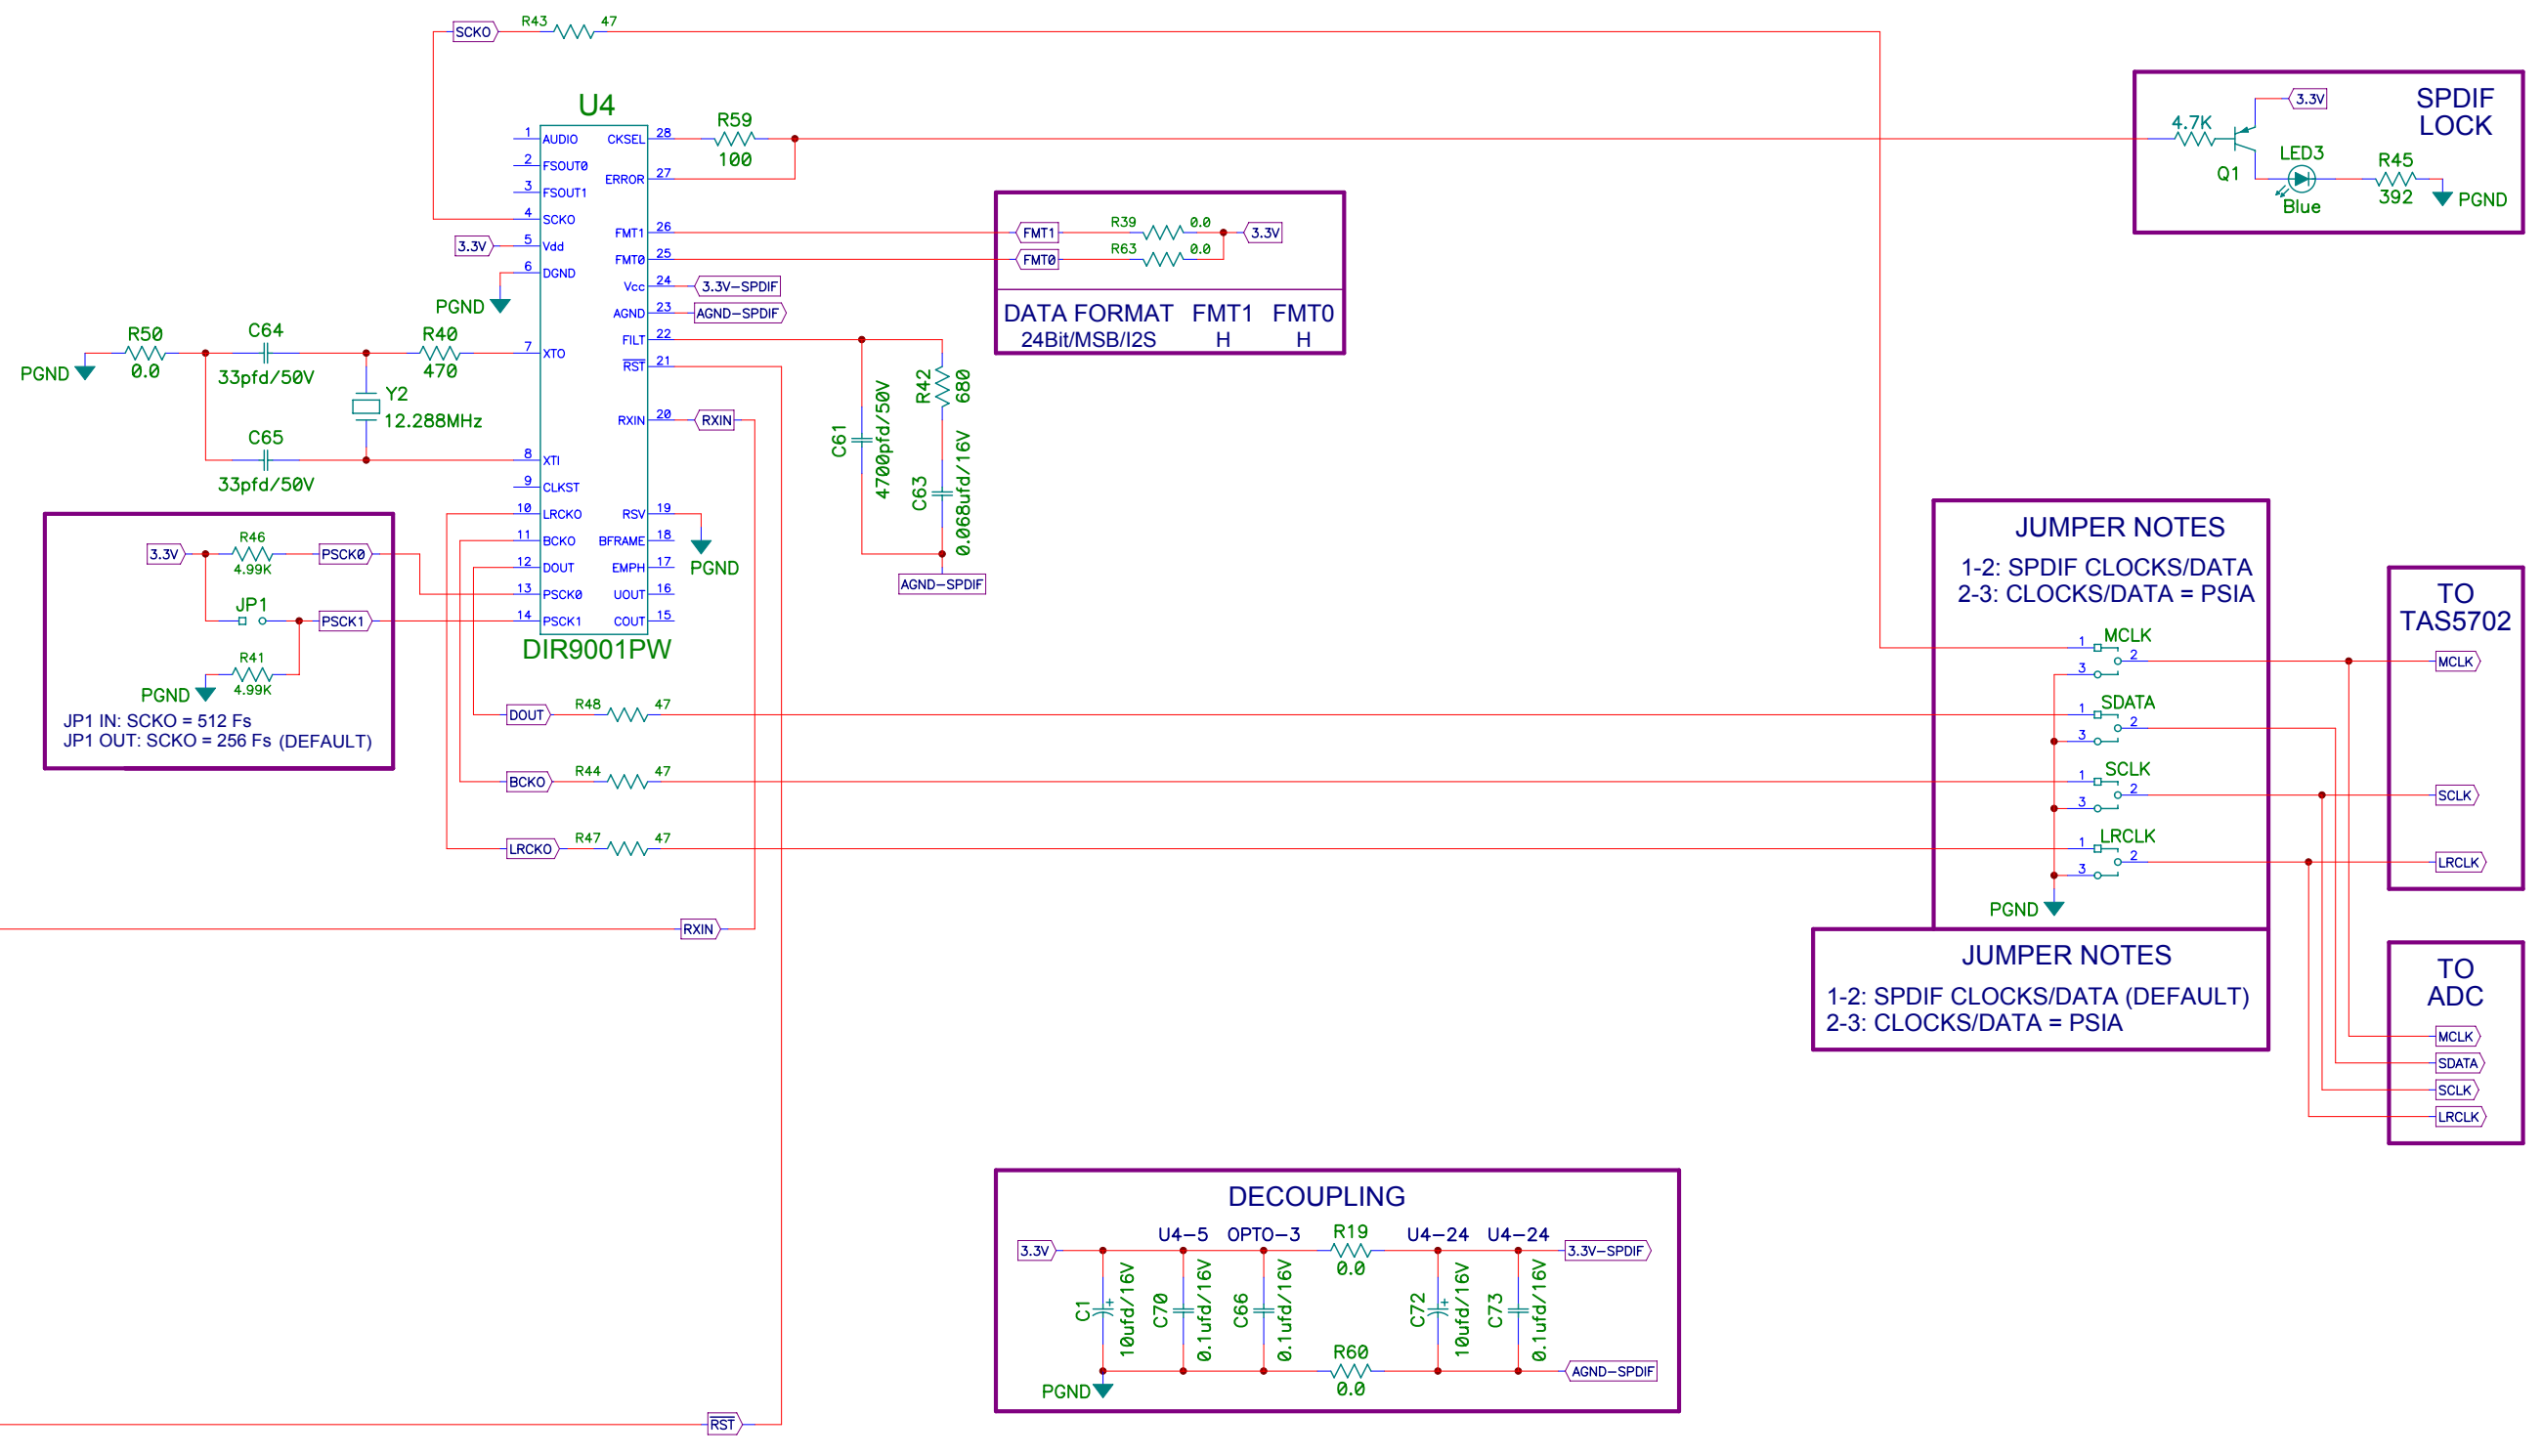 SCKO
R43
47
U4
1
AUDIO
2
FSOUT0
3
FSOUT1
4
SCKO
3.3V
5
Vdd
6
DGND
PGND
7
XTO
8
XTI
9
CLKST
10
LRCKO
11
BCKO
12
DOUT
13
PSCK0
14
PSCK1
CKSEL
28
ERROR
27
FMT1
26
FMT0
25
Vcc
24
3.3V-SPDIF
AGND
23
AGND-SPDIF
FILT
22
RST
21
RXIN
20
RXIN
RSV
19
BFRAME
18
EMPH
17
UOUT
16
COUT
15
DIR9001PW
PGND
R59
100
4.7K
Q1
3.3V
SPDIF
LOCK
LED3
Blue
R45
392
PGND
FMT1
R39
0.0
3.3V
FMT0
R63
0.0
DATA FORMAT FMT1 FMT0
24Bit/MSB/I2S H H
PGND
R50
0.0
C64
33pfd/50V
R40
470
Y2
12.288MHz
C65
33pfd/50V
C61
4700pfd/50V
R42
680
C63
0.068ufd/16V
AGND-SPDIF
3.3V
R46
4.99K
PSCK0
JP1
PSCK1
R41
4.99K
PGND
JP1 IN: SCKO = 512 Fs
JP1 OUT: SCKO = 256 Fs (DEFAULT)
DOUT
R48
47
BCKO
R44
47
LRCKO
R47
47
RXIN
RST
JUMPER NOTES
1-2: SPDIF CLOCKS/DATA
2-3: CLOCKS/DATA = PSIA
MCLK
1
2
3
SDATA
1
2
3
SCLK
1
2
3
LRCLK
1
2
3
PGND
JUMPER NOTES
1-2: SPDIF CLOCKS/DATA (DEFAULT)
2-3: CLOCKS/DATA = PSIA
TO
TAS5702
MCLK
SCLK
LRCLK
TO
ADC
MCLK
SDATA
SCLK
LRCLK
DECOUPLING
U4-5 OPTO-3 R19 U4-24 U4-24
3.3V
0.0
3.3V-SPDIF
C1
+
10ufd/16V
C70
0.1ufd/16V
C66
0.1ufd/16V
C72
+
10ufd/16V
C73
0.1ufd/16V
R60
0.0
PGND
AGND-SPDIF